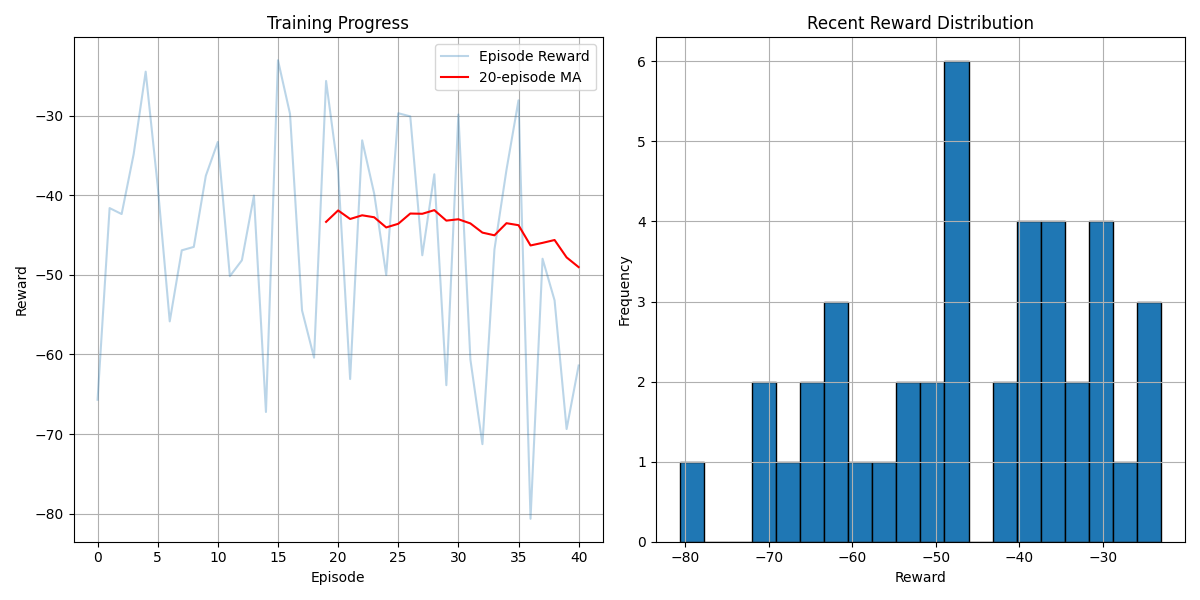 Training Progress
Episode Reward
20-episode MA
Reward
−30
−40
−50
−60
−70
−80
0 5 10 15 20 25 30 35 40
Episode
Recent Reward Distribution
Frequency
6
5
4
3
2
1
0
−80 −70 −60 −50 −40 −30
Reward